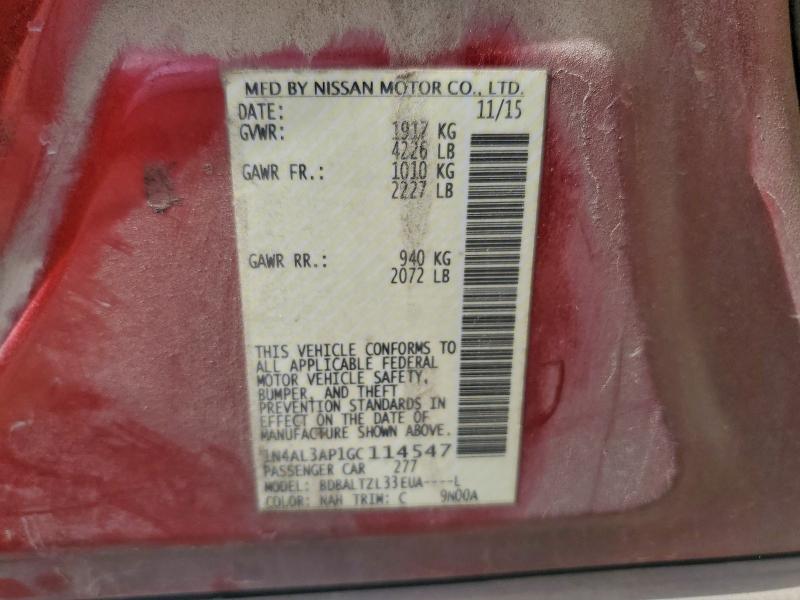 MFD BY NISSAN MOTOR CO., LTD.
DATE: 11/15
GVWR: 1917 KG
4226 LB
GAWR FR.: 1010 KG
2227 LB
GAWR RR.: 940 KG
2072 LB
THIS VEHICLE CONFORMS TO
ALL APPLICABLE FEDERAL
MOTOR VEHICLE SAFETY,
BUMPER, AND THEFT
PREVENTION STANDARDS IN
EFFECT ON THE DATE OF
MANUFACTURE SHOWN ABOVE.
1N4AL3AP1GC114547
PASSENGER CAR 277
MODEL: BDBALTZL33EUA----L
COLOR: NAH TRIM: C 9N00A